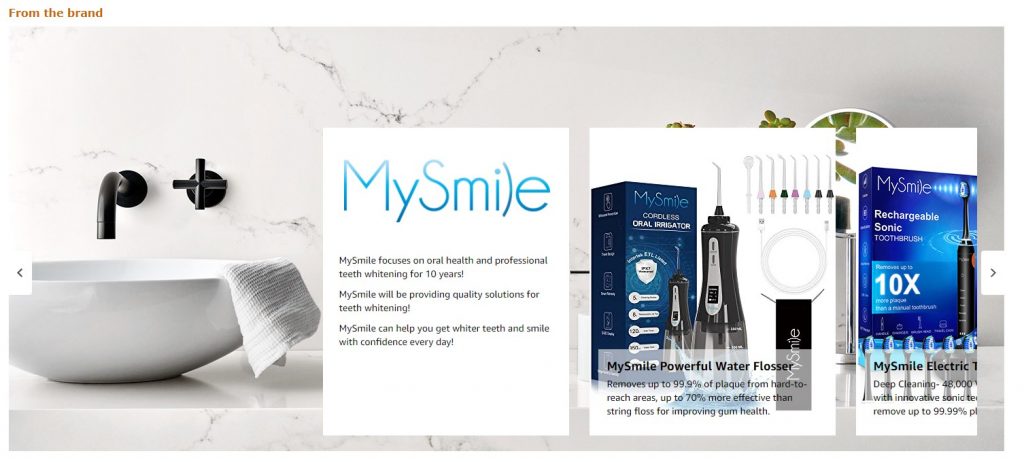 From the brand
MySmile
MySmile focuses on oral health and professional
teeth whitening for 10 years!
MySmile will be providing quality solutions for
teeth whitening!
MySmile can help you get whiter teeth and smile
with confidence every day!
MySmile
CORDLESS
ORAL IRRIGATOR
Intertek ETL Listed
IPX7
MySmile
MySmile Powerful Water Flosser
Removes up to 99.9% of plaque from hard-to-
reach areas, up to 70% more effective than
string floss for improving gum health.
MySmile
Rechargeable
Sonic
TOOTHBRUSH
Removes up to
10X
more plaque
than a manual toothbrush
MySmile Electric T
Deep Cleaning- 48,000 V
with innovative sonic te
remove up to 99.99% pl